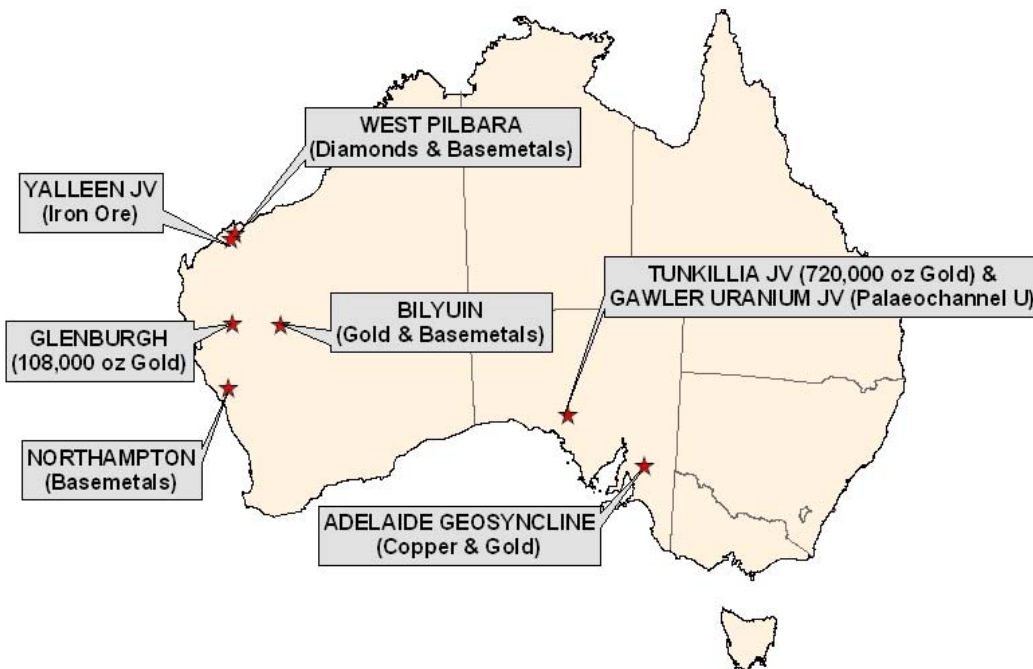 WEST PILBARA
(Diamonds & Basemetals)
YALLEEN JV
(Iron Ore)
TUNKILLIA JV (720,000 oz Gold) &
GAWLER URANIUM JV (Palaeochannel U)
BILYUIN
(Gold & Basemetals)
GLENBURGH
(108,000 oz Gold)
NORTHAMPTON
(Basemetals)
ADELAIDE GEOSYNCLINE
(Copper & Gold)